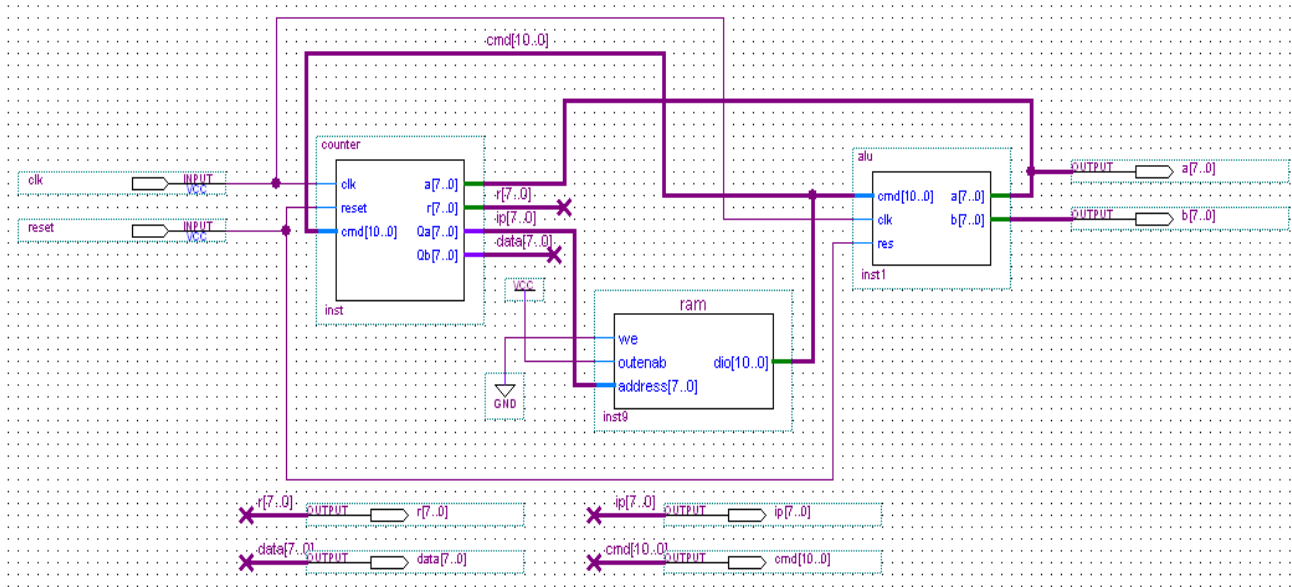 cmd[10..0]
counter
clk
INPUT
VCC
clk
a[7..0]
r[7..0]
reset
r[7..0]
ip[7..0]
reset
INPUT
VCC
cmd[10..0]
Qa[7..0]
data[7..0]
Qb[7..0]
inst
alu
cmd[10..0]
a[7..0]
clk
b[7..0]
res
inst1
OUTPUT
a[7..0]
OUTPUT
b[7..0]
VCC
GND
ram
we
outenab
dio[10..0]
address[7..0]
inst9
r[7..0]
OUTPUT
r[7..0]
ip[7..0]
OUTPUT
ip[7..0]
data[7..0]
OUTPUT
data[7..0]
cmd[10..0]
OUTPUT
cmd[10..0]